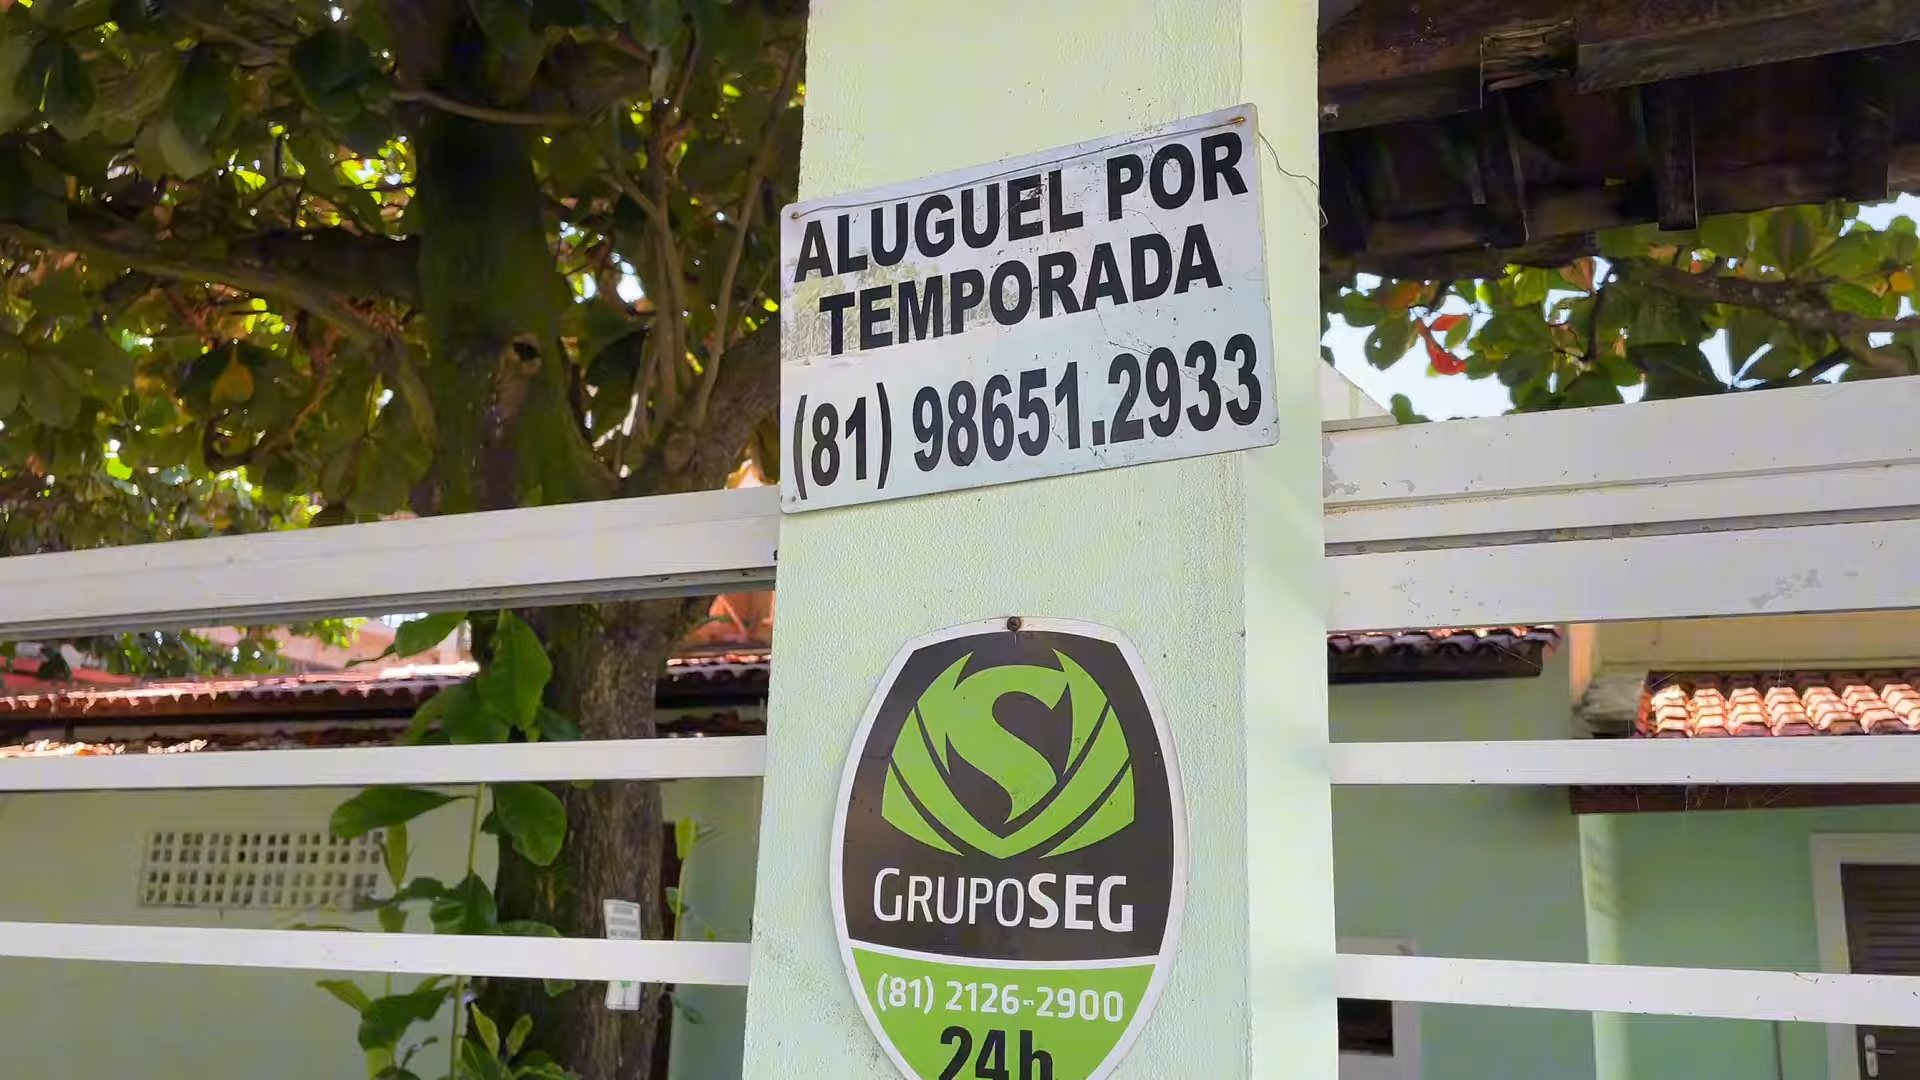 ALUGUEL POR
TEMPORADA
(81) 98651.2933
GRUPOSEG
(81) 2126-2900
24h